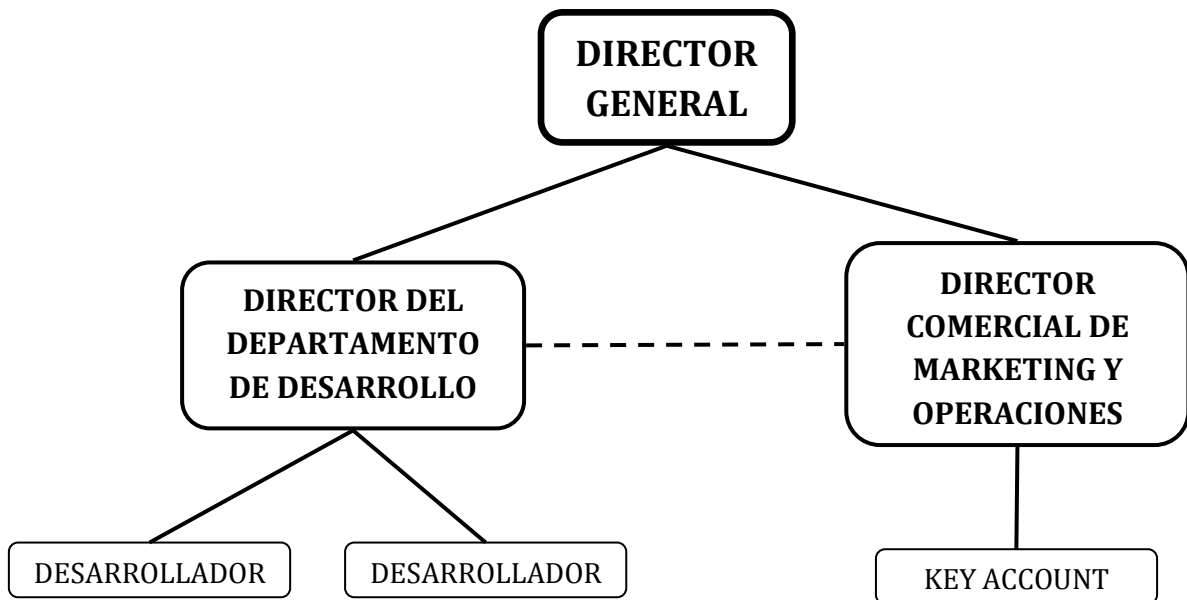 DIRECTOR
GENERAL
DIRECTOR DEL
DEPARTAMENTO
DE DESARROLLO
DIRECTOR
COMERCIAL DE
MARKETING Y
OPERACIONES
DESARROLLADOR
DESARROLLADOR
KEY ACCOUNT